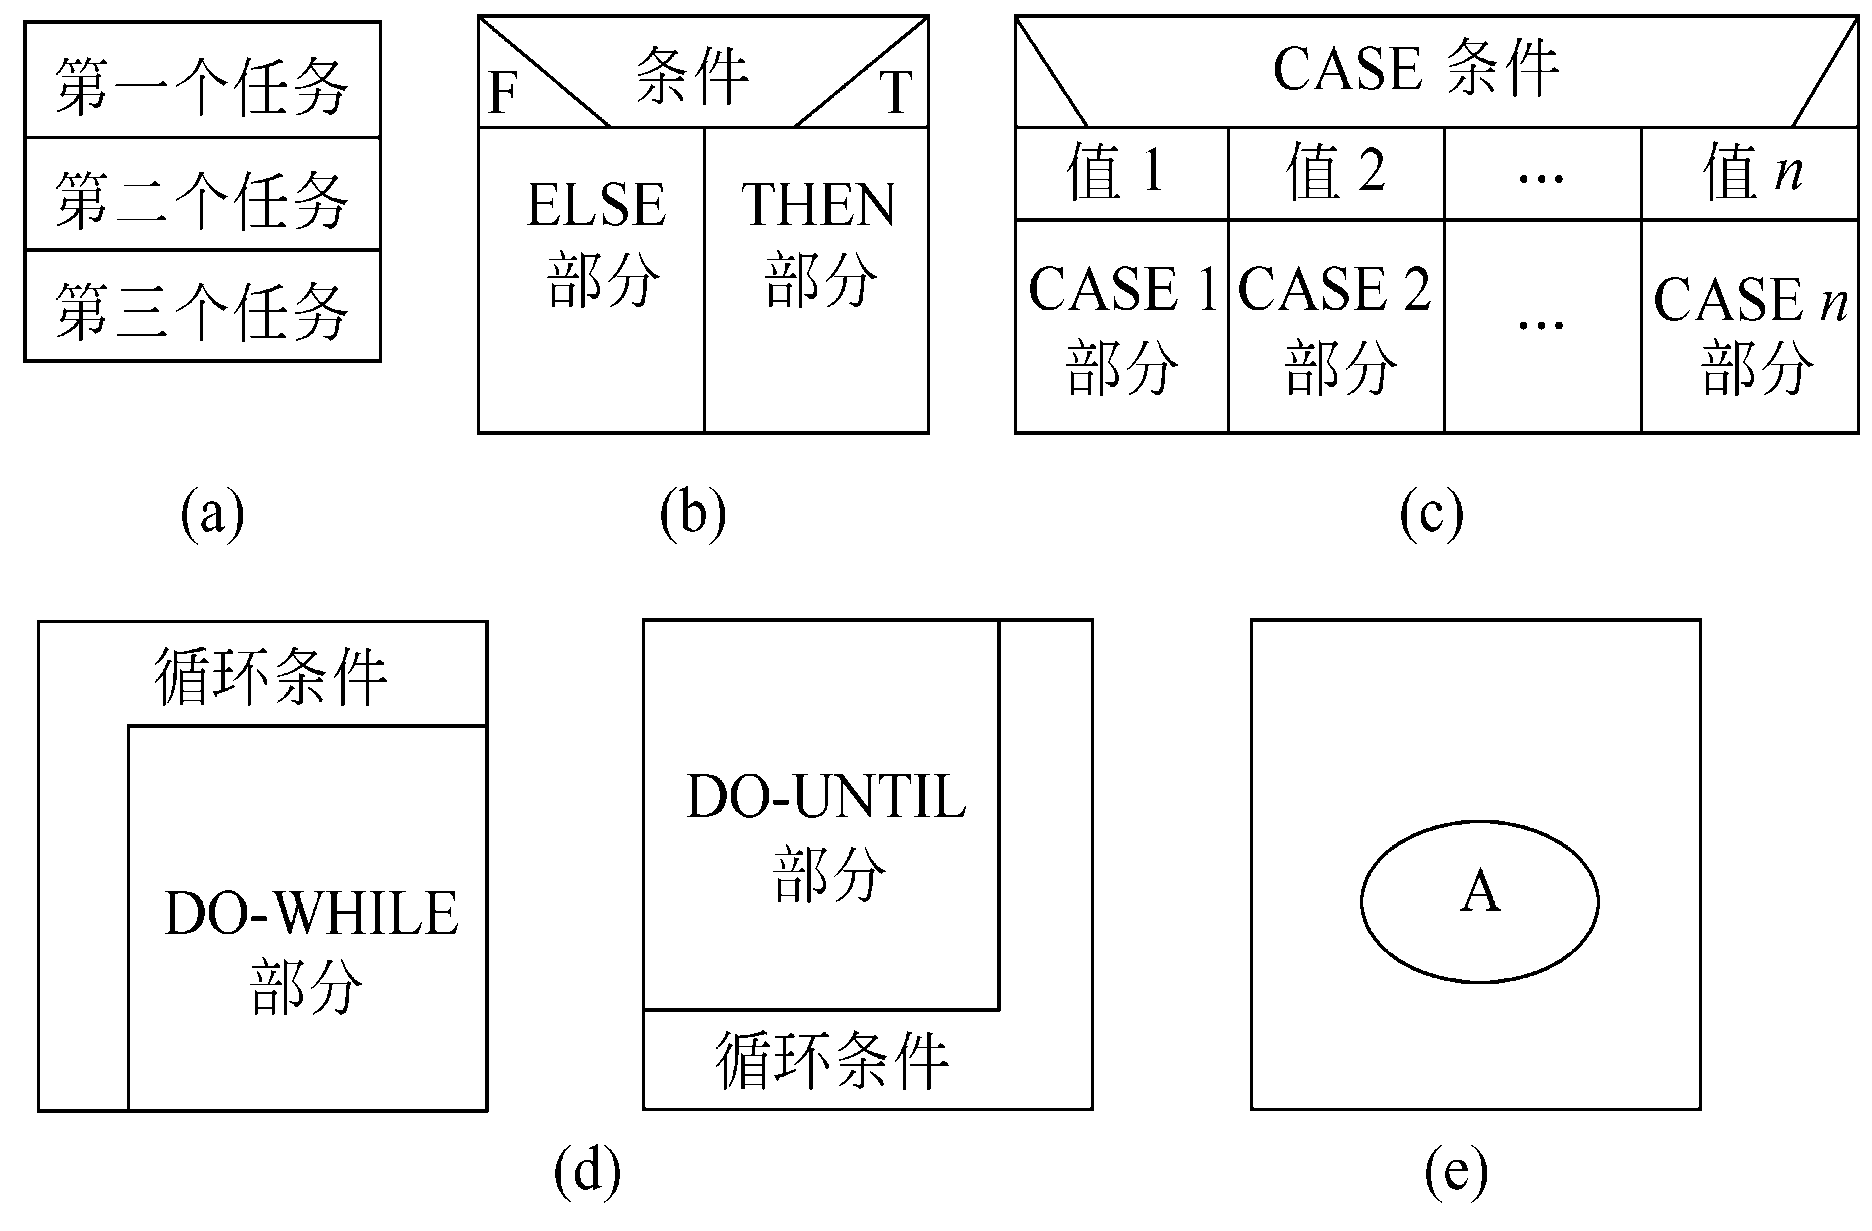 第一个任务
第二个任务
第三个任务
(a)
F 条件 T
ELSE
部分
THEN
部分
(b)
CASE 条件
值 1 值 2 ··· 值 n
CASE 1
部分
CASE 2
部分
···
CASE n
部分
(c)
循环条件
DO-WHILE
部分
DO-UNTIL
部分
循环条件
(d)
A
(e)